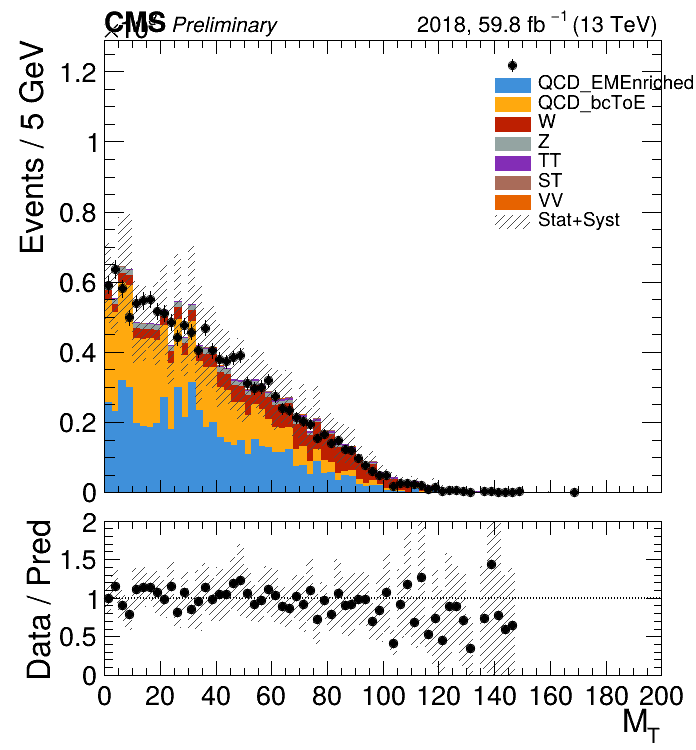 CMS Preliminary 2018, 59.8 fb⁻¹ (13 TeV)
Events / 5 GeV
1.2
1
0.8
0.6
0.4
0.2
0
QCD_EMEnriched
QCD_bcToE
W
Z
TT
ST
VV
Stat+Syst
Data / Pred
2
1.5
1
0.5
0
0 20 40 60 80 100 120 140 160 180 200
M_T